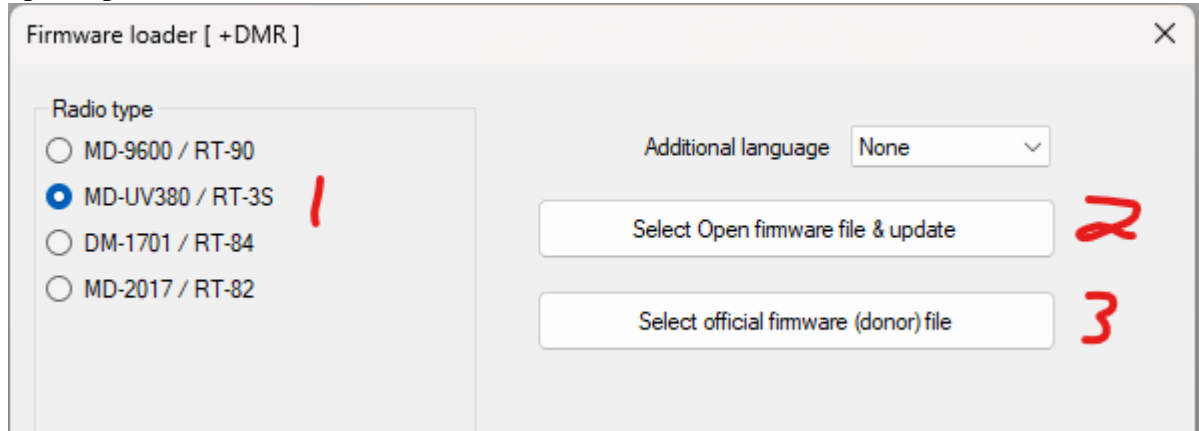 Firmware loader [ +DMR ]
Radio type
MD-9600 / RT-90
MD-UV380 / RT-3S
1
DM-1701 / RT-84
MD-2017 / RT-82
Additional language None
Select Open firmware file & update
2
Select official firmware (donor) file
3